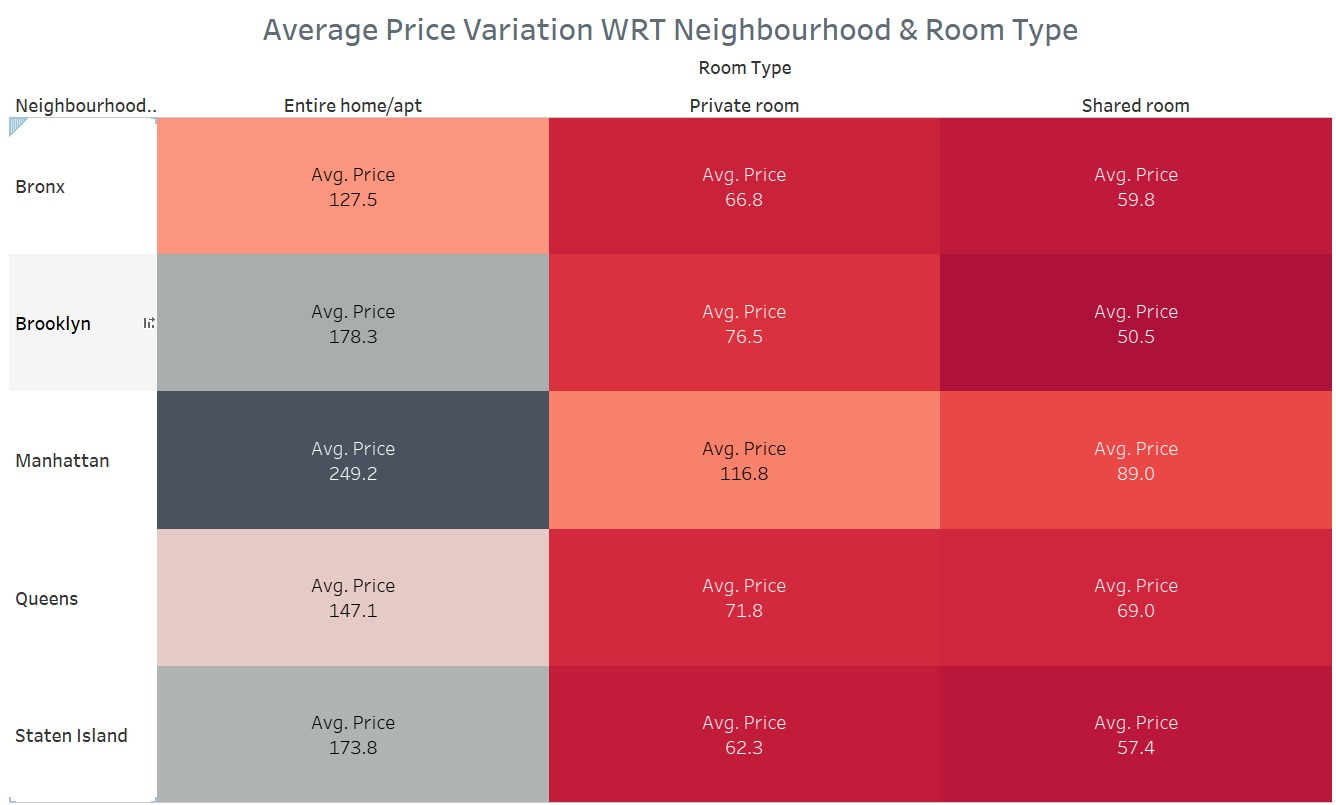 Average Price Variation WRT Neighbourhood & Room Type
Room Type
Neighbourhood.. Entire home/apt Private room Shared room
Avg. Price Avg. Price Avg. Price
Bronx
127.5 66.8 59.8
Avg. Price Avg. Price Avg. Price
Brooklyn
178.3 76.5 50.5
Avg. Price Avg. Price Avg. Price
Manhattan
249.2 116.8 89.0
Avg. Price Avg. Price Avg. Price
Queens
147.1 71.8 69.0
Avg. Price Avg. Price Avg. Price
Staten Island
173.8 62.3 57.4